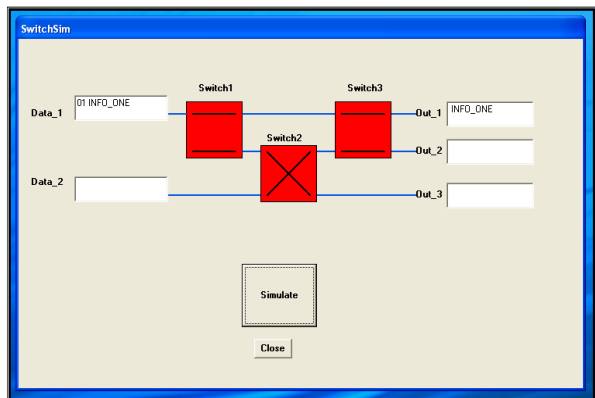 SwitchSim
Switch1
Switch3
Data_1
01 INFO_ONE
Out_1
INFO_ONE
Switch2
Out_2
Data_2
Out_3
Simulate
Close